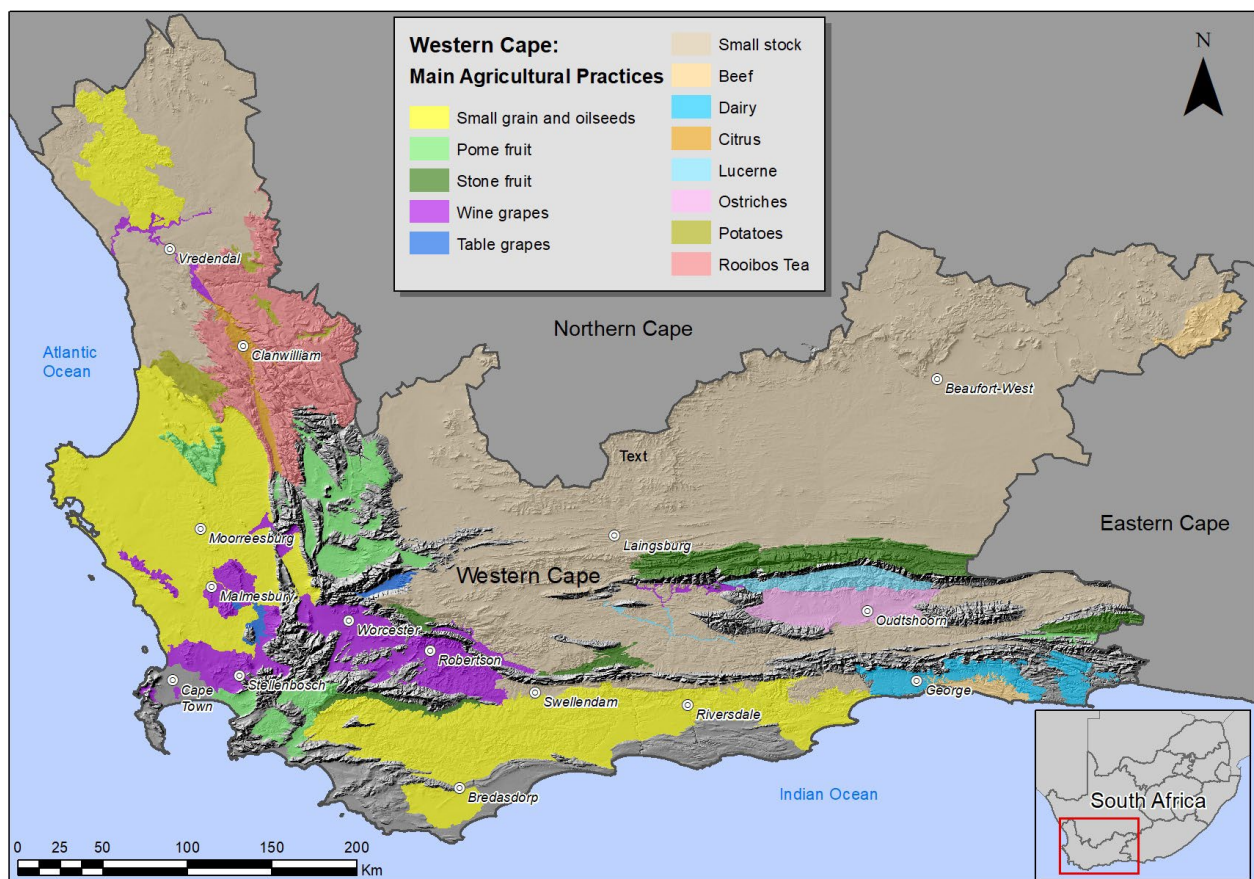 Western Cape:
Main Agricultural Practices
Small grain and oilseeds
Pome fruit
Stone fruit
Wine grapes
Table grapes
Small stock
Beef
Dairy
Citrus
Lucerne
Ostriches
Potatoes
Rooibos Tea
N
Vredendal
Northern Cape
Clanwilliam
Atlantic
Ocean
Beaufort-West
Text
Moorreesburg
Laingsburg
Eastern Cape
Western Cape
Malmesbury
Worcester
Oudtshoorn
Robertson
Cape
Town
Stellenbosch
George
Swellendam
Riversdale
Bredasdorp
Indian Ocean
South Africa
0 25 50 100 150 200
Km